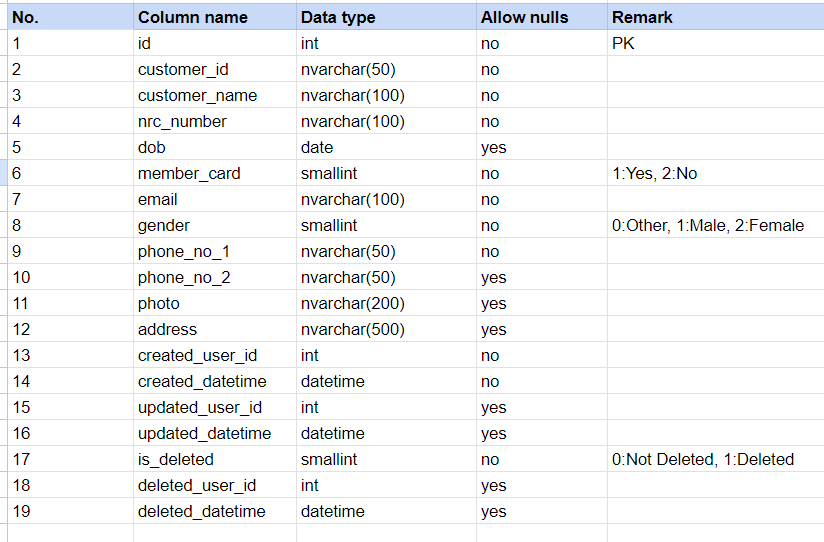 No. Column name Data type Allow nulls Remark
1 id int no PK
2 customer_id nvarchar(50) no
3 customer_name nvarchar(100) no
4 nrc_number nvarchar(100) no
5 dob date yes
6 member_card smallint no 1:Yes, 2:No
7 email nvarchar(100) no
8 gender smallint no 0:Other, 1:Male, 2:Female
9 phone_no_1 nvarchar(50) no
10 phone_no_2 nvarchar(50) yes
11 photo nvarchar(200) yes
12 address nvarchar(500) yes
13 created_user_id int no
14 created_datetime datetime no
15 updated_user_id int yes
16 updated_datetime datetime yes
17 is_deleted smallint no 0:Not Deleted, 1:Deleted
18 deleted_user_id int yes
19 deleted_datetime datetime yes